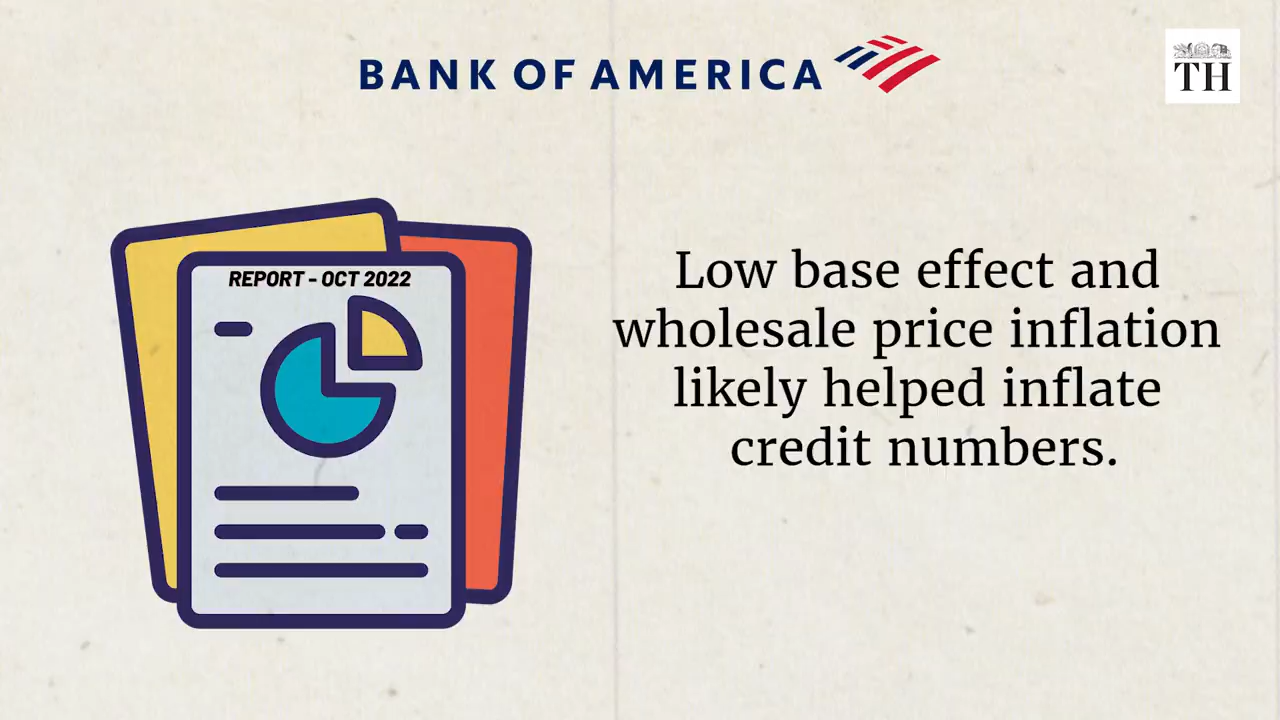 BANK OF AMERICA
TH
REPORT - OCT 2022
Low base effect and
wholesale price inflation
likely helped inflate
credit numbers.